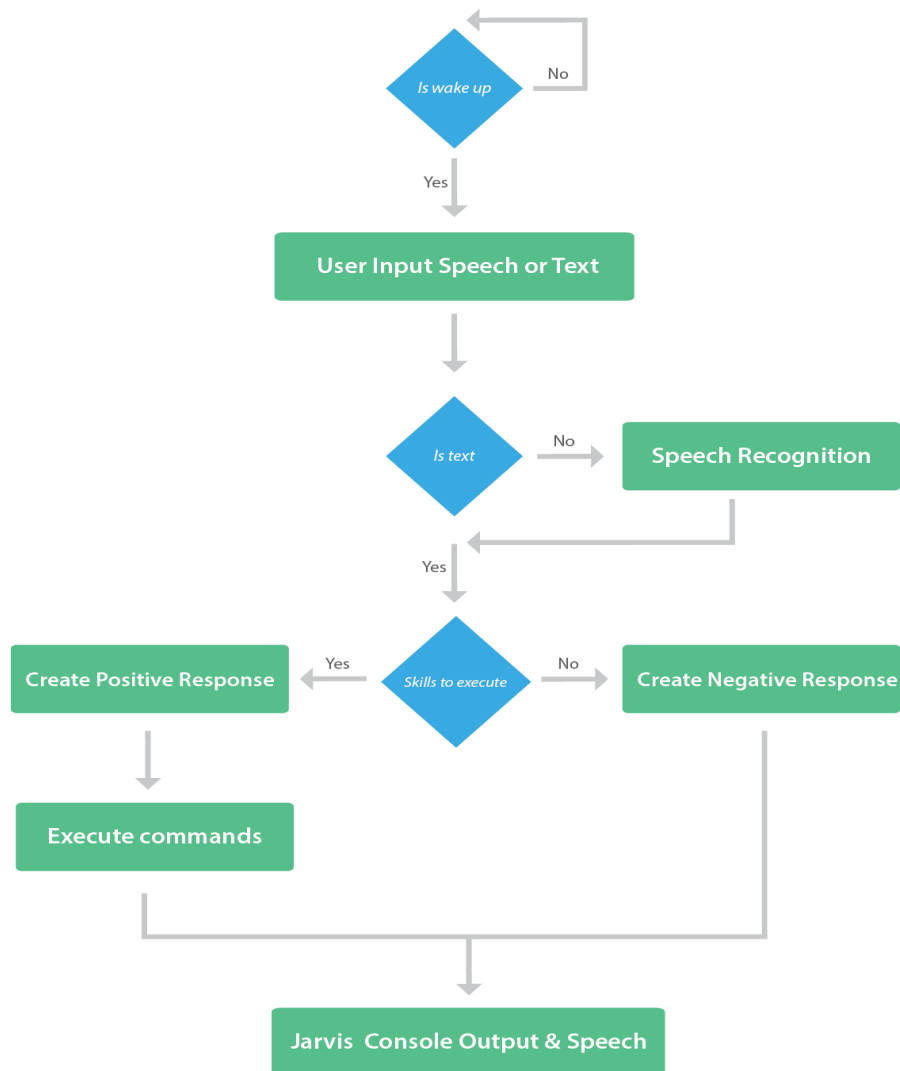 Is wake up
No
Yes
User Input Speech or Text
Is text
No
Speech Recognition
Yes
Create Positive Response
Yes
Skills to execute
No
Create Negative Response
Execute commands
Jarvis Console Output & Speech